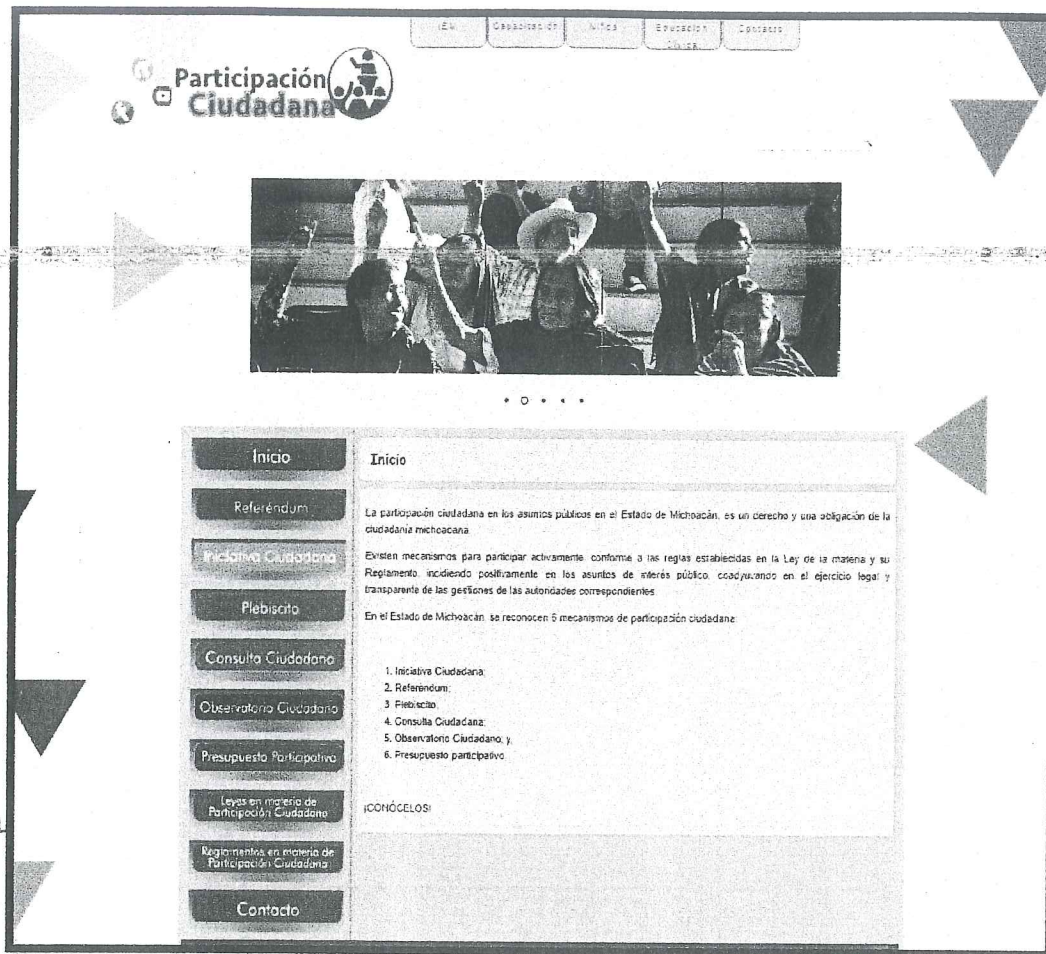 IEM
Capacitación
Niños
Educación
Cívica
Contacto
Participación
Ciudadana
Inicio
Referéndum
Iniciativa Ciudadana
Plebiscito
Consulta Ciudadana
Observatorio Ciudadano
Presupuesto Participativo
Leyes en materia de
Participación Ciudadana
Reglamentos en materia de
Participación Ciudadana
Contacto
Inicio
La participación ciudadana en los asuntos públicos en el Estado de Michoacán, es un derecho y una obligación de la
ciudadanía michoacana.
Existen mecanismos para participar activamente, conforme a las reglas establecidas en la Ley de la materia y su
Reglamento, incidiendo positivamente en los asuntos de interés público, coadyuvando en el ejercicio legal y
transparente de las gestiones de las autoridades correspondientes.
En el Estado de Michoacán, se reconocen 6 mecanismos de participación ciudadana:
1. Iniciativa Ciudadana;
2. Referéndum;
3. Plebiscito;
4. Consulta Ciudadana;
5. Observatorio Ciudadano; y,
6. Presupuesto participativo.
¡CONÓCELOS!